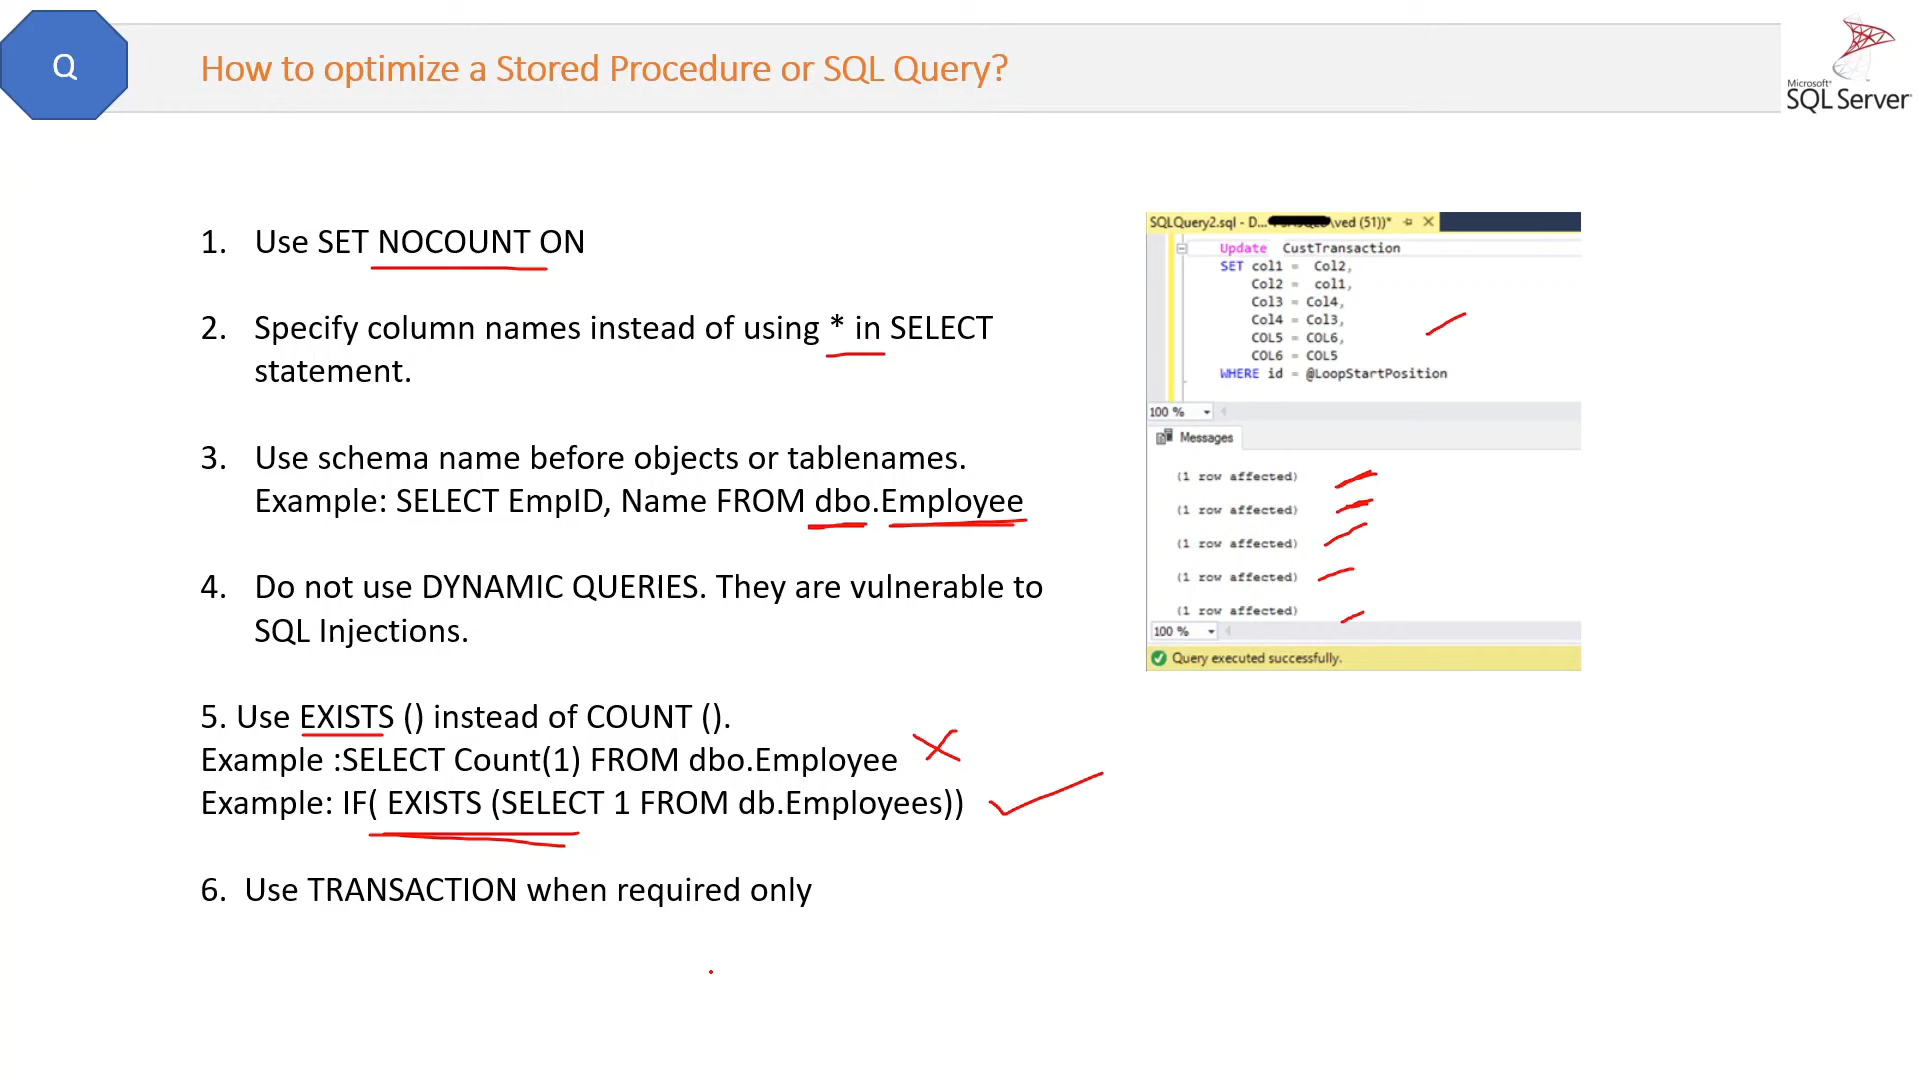 Q
How to optimize a Stored Procedure or SQL Query?
Microsoft®
SQL Server
1. Use SET NOCOUNT ON
2. Specify column names instead of using * in SELECT
statement.
3. Use schema name before objects or tablenames.
Example: SELECT EmpID, Name FROM dbo.Employee
4. Do not use DYNAMIC QUERIES. They are vulnerable to
SQL Injections.
5. Use EXISTS () instead of COUNT ().
Example :SELECT Count(1) FROM dbo.Employee
Example: IF( EXISTS (SELECT 1 FROM db.Employees))
6. Use TRANSACTION when required only
SQLQuery2.sql - D... \ved (51))*
Update CustTransaction
SET col1 = Col2,
Col2 = col1,
Col3 = Col4,
Col4 = Col3,
COL5 = COL6,
COL6 = COL5
WHERE id = @LoopStartPosition
100 %
Messages
(1 row affected)
(1 row affected)
(1 row affected)
(1 row affected)
(1 row affected)
100 %
Query executed successfully.